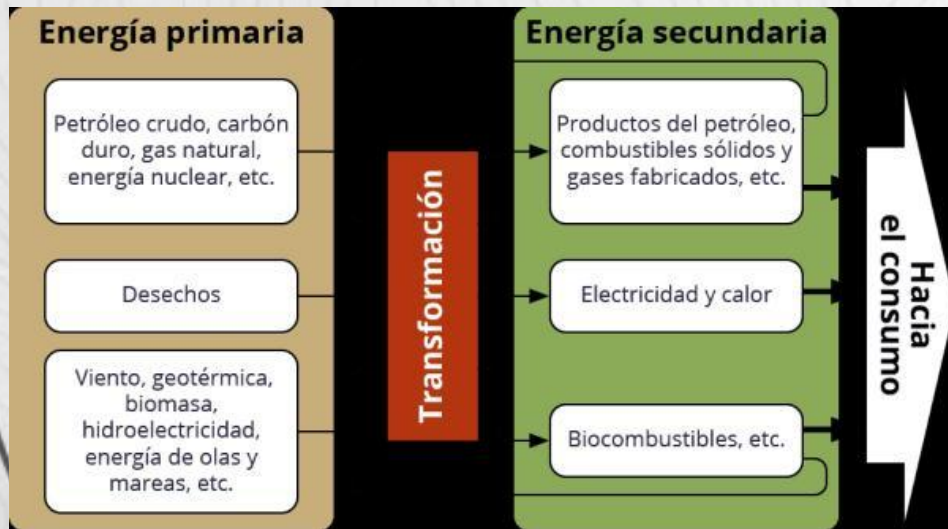 Energía primaria
Petróleo crudo, carbón
duro, gas natural,
energía nuclear, etc.
Desechos
Viento, geotérmica,
biomasa,
hidroelectricidad,
energía de olas y
mareas, etc.
Transformación
Energía secundaria
Productos del petróleo,
combustibles sólidos y
gases fabricados, etc.
Electricidad y calor
Biocombustibles, etc.
Hacia
el consumo